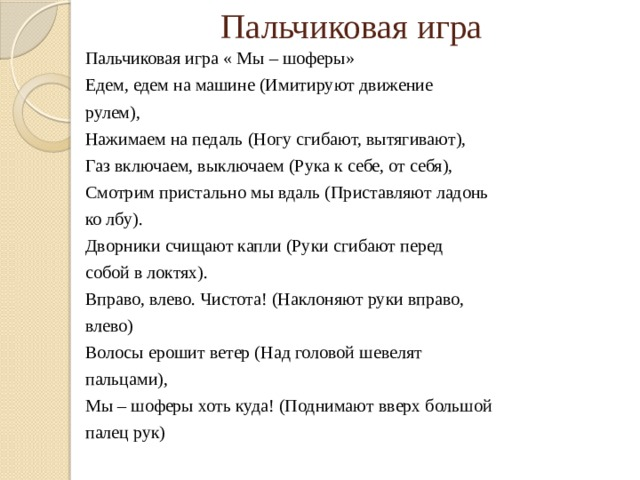 Пальчиковая игра
Пальчиковая игра « Мы – шоферы»
Едем, едем на машине (Имитируют движение
рулем),
Нажимаем на педаль (Ногу сгибают, вытягивают),
Газ включаем, выключаем (Рука к себе, от себя),
Смотрим пристально мы вдаль (Приставляют ладонь
ко лбу).
Дворники счищают капли (Руки сгибают перед
собой в локтях).
Вправо, влево. Чистота! (Наклоняют руки вправо,
влево)
Волосы ерошит ветер (Над головой шевелят
пальцами),
Мы – шоферы хоть куда! (Поднимают вверх большой
палец рук)